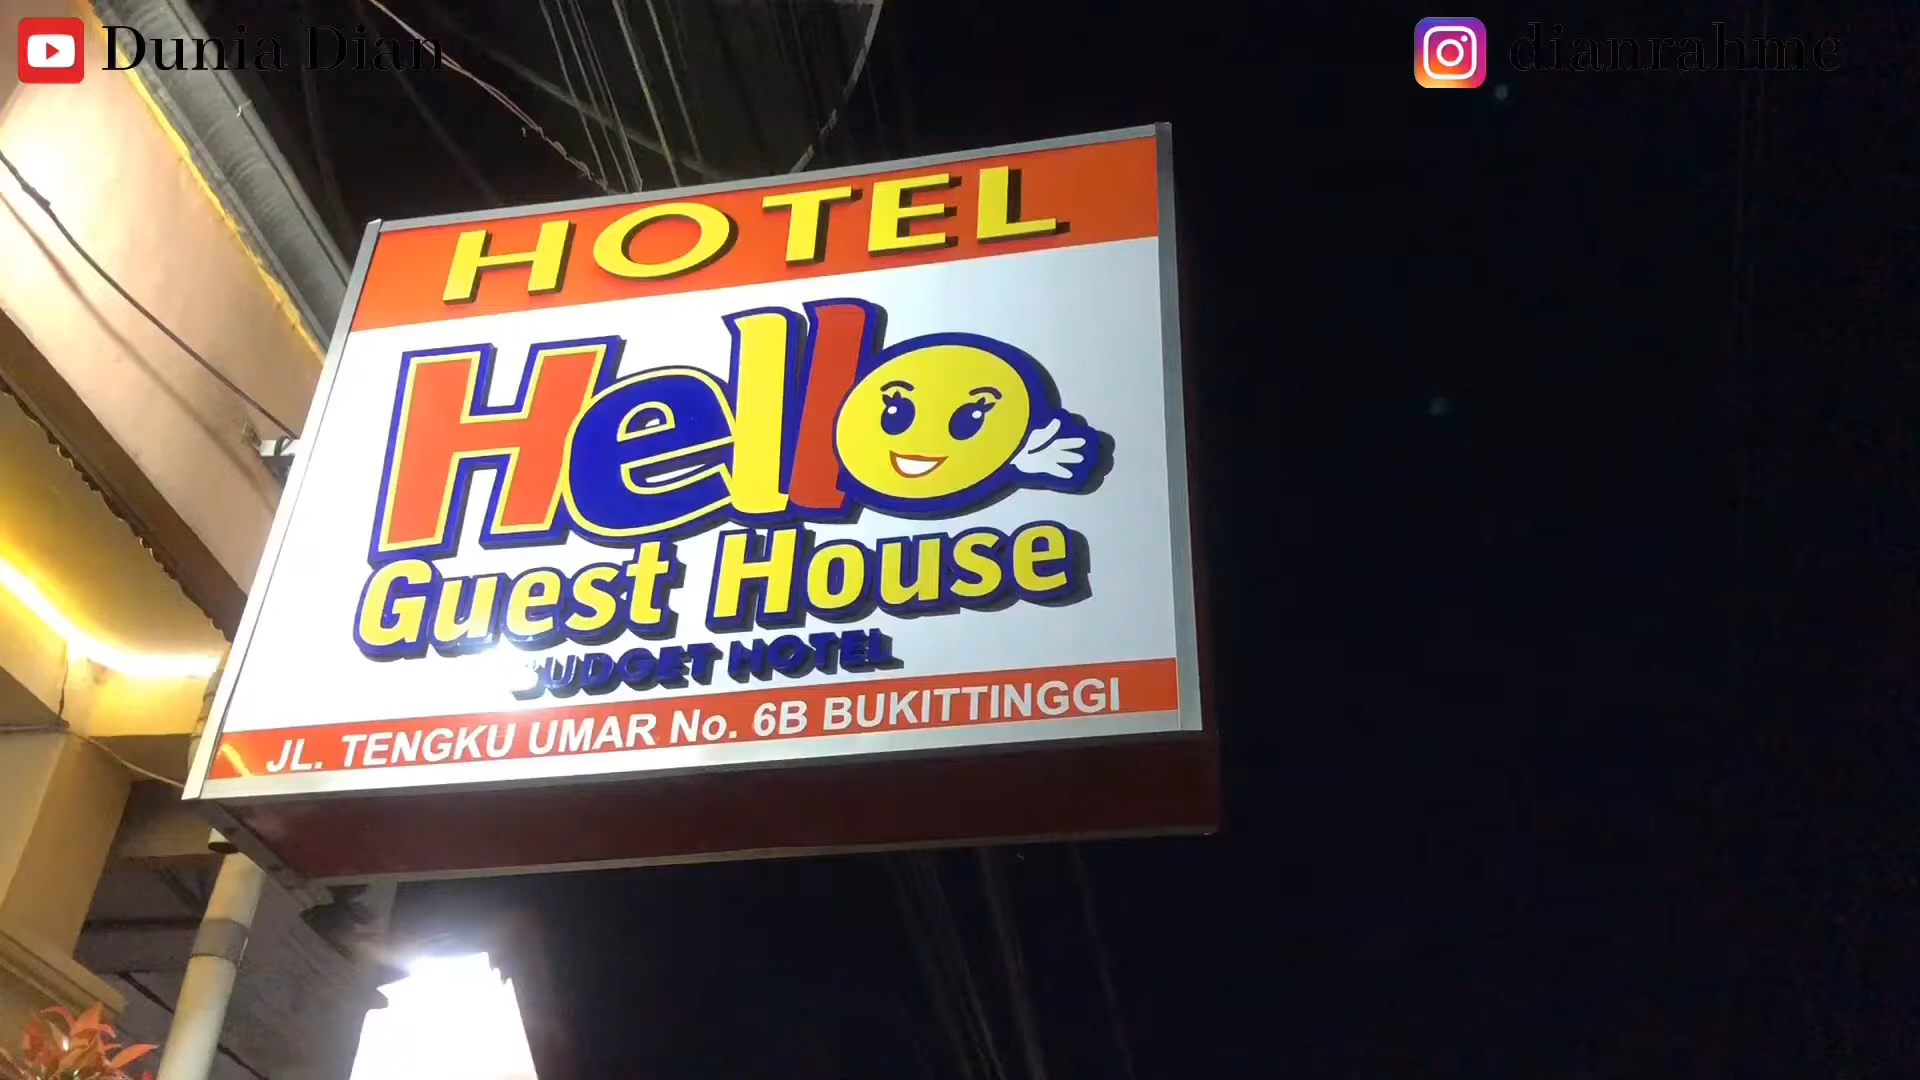 Dunia Dian
dianrahme
HOTEL
Hello
Guest House
BUDGET HOTEL
JL. TENGKU UMAR No. 6B BUKITTINGGI